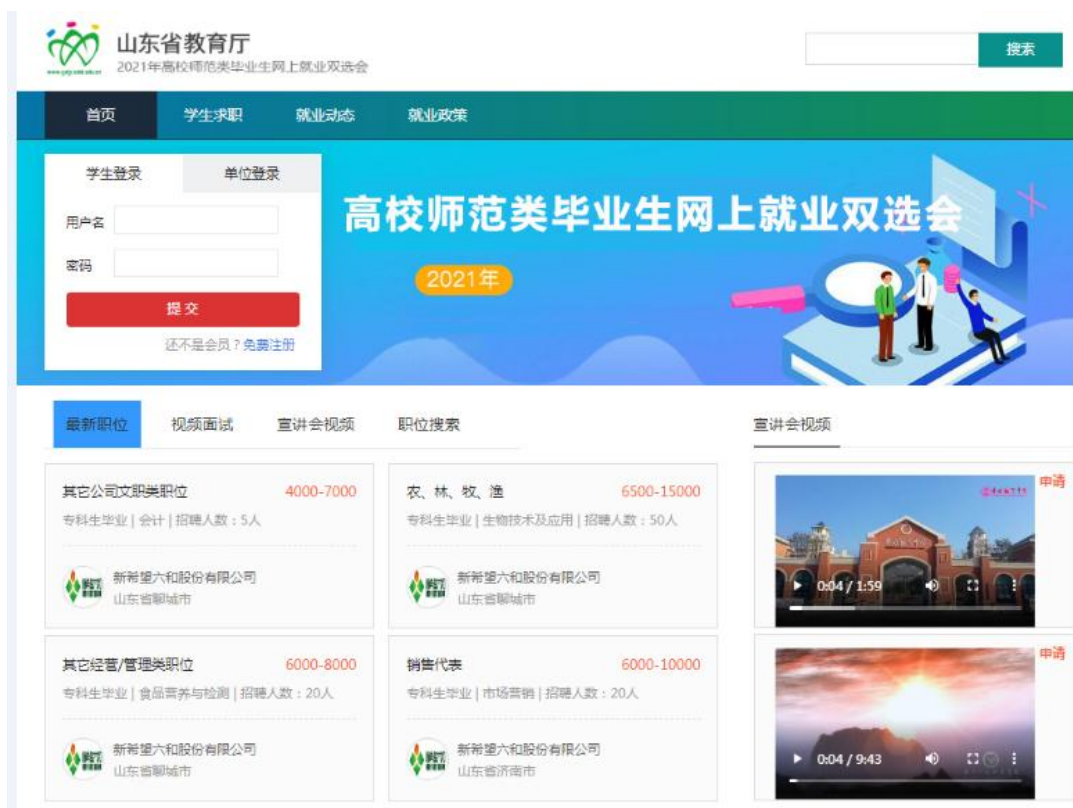 山东省教育厅
2021年高校师范类毕业生网上就业双选会
搜索
首页 学生求职 就业动态 就业政策
学生登录 单位登录
用户名
密码
提交
还不是会员？免费注册
高校师范类毕业生网上就业双选会
2021年
最新职位 视频面试 宣讲会视频 职位搜索
宣讲会视频
其它公司文职类职位 4000-7000
专科生毕业 | 会计 | 招聘人数：5人
新希望六和股份有限公司
山东省聊城市
农、林、牧、渔 6500-15000
专科生毕业 | 生物技术及应用 | 招聘人数：50人
新希望六和股份有限公司
山东省聊城市
申请
0:04 / 1:59
其它经营/管理类职位 6000-8000
专科生毕业 | 食品营养与检测 | 招聘人数：20人
新希望六和股份有限公司
山东省聊城市
销售代表 6000-10000
专科生毕业 | 市场营销 | 招聘人数：20人
新希望六和股份有限公司
山东省济南市
申请
0:04 / 9:43